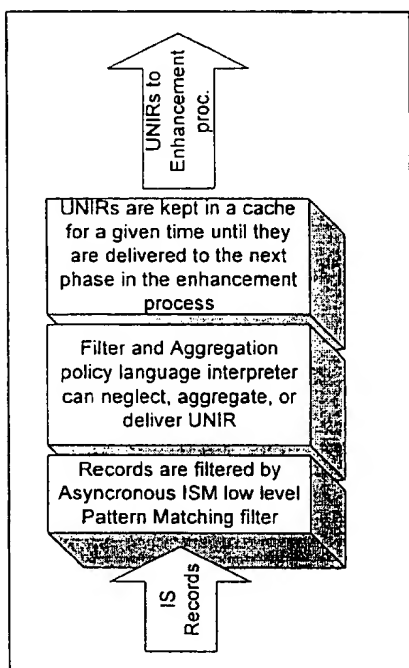 UNIRs to
Enhancement
proc.
UNIRs are kept in a cache
for a given time until they
are delivered to the next
phase in the enhancement
process
Filter and Aggregation
policy language interpreter
can neglect, aggregate, or
deliver UNIR
Records are filtered by
Asyncronous ISM low level
Pattern Matching filter
IS
Records